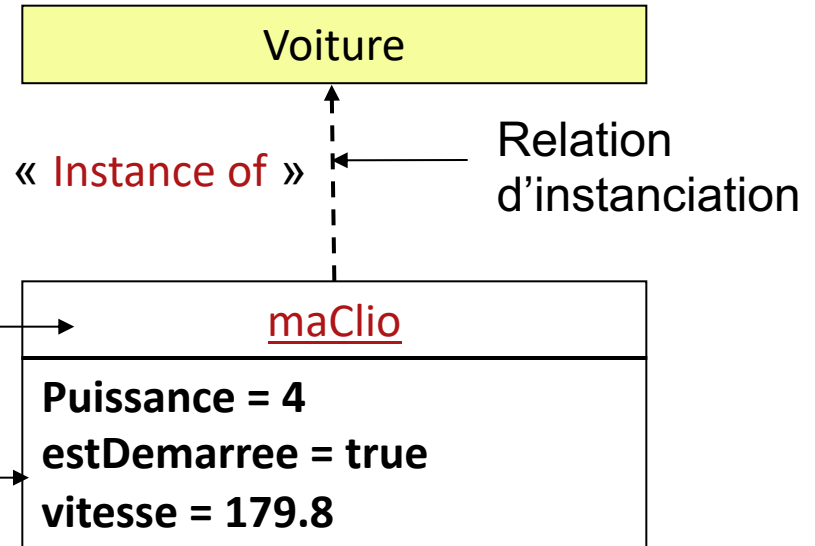 Voiture
« Instance of »
Relation
d’instanciation
maClio
Puissance = 4
estDemarree = true
vitesse = 179.8